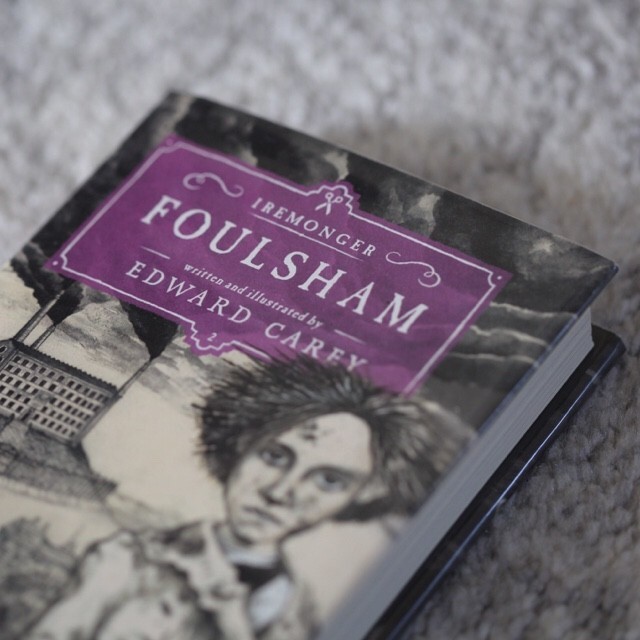 IREMONGER
FOULSHAM
written and illustrated by
EDWARD CAREY